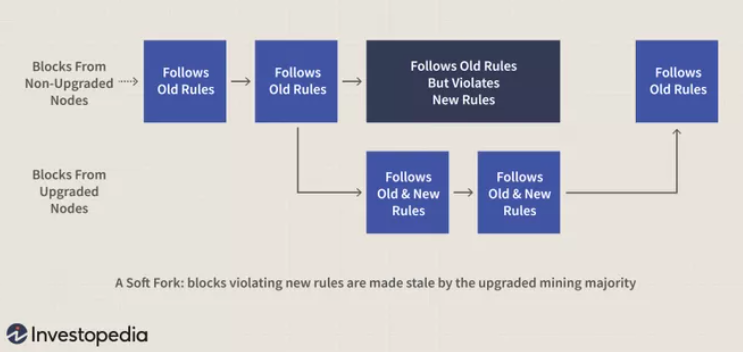 Blocks From
Non-Upgraded
Nodes
Follows
Old Rules
Follows
Old Rules
Follows Old Rules
But Violates
New Rules
Follows
Old Rules
Blocks From
Upgraded
Nodes
Follows
Old & New
Rules
Follows
Old & New
Rules
A Soft Fork: blocks violating new rules are made stale by the upgraded mining majority
Investopedia